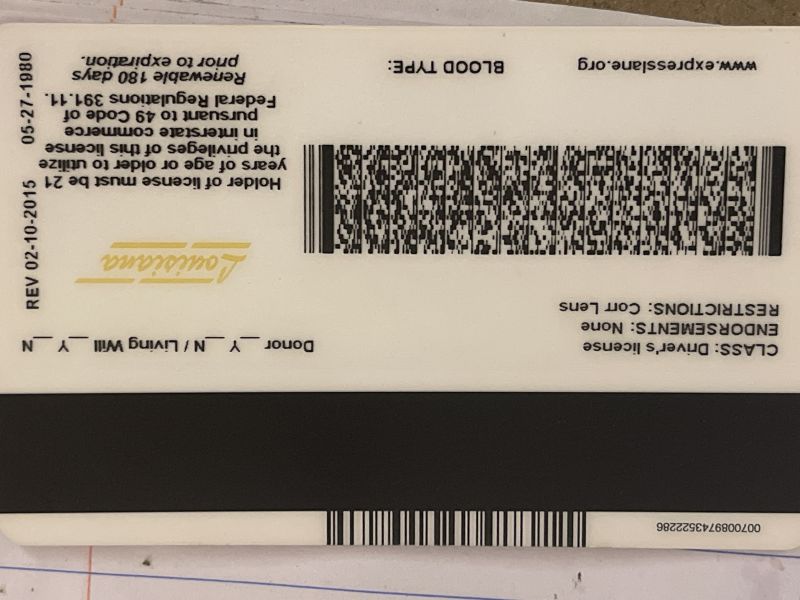 0070089743522286
CLASS: Driver's license
ENDORSEMENTS: None
RESTRICTIONS: Corr Lens
www.expresslane.org
BLOOD TYPE:
Donor __Y __N / Living Will __Y __N
Louisiana
Holder of license must be 21
years of age or older to utilize
the privileges of this license
in interstate commerce
pursuant to 49 Code of
Federal Regulations 391.11.
Renewable 180 days
prior to expiration.
REV 02-10-2015 05-27-1980